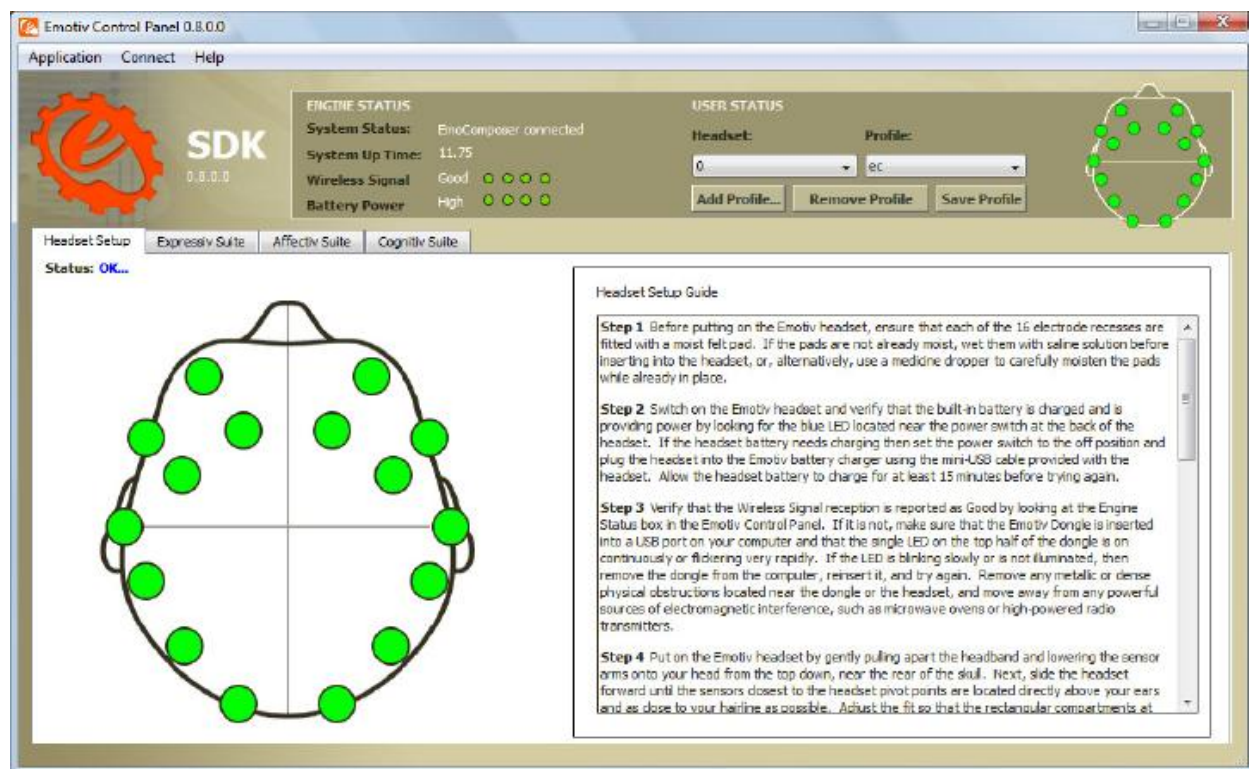 Emotiv Control Panel 0.8.0.0
Application Connect Help
SDK
0.8.0.0
ENGINE STATUS
System Status: EmoComposer connected
System Up Time: 11.75
Wireless Signal Good
Battery Power High
USER STATUS
Headset: Profile:
0 ec
Add Profile... Remove Profile Save Profile
Headset Setup Expressiv Suite Affectiv Suite Cognitiv Suite
Status: OK...
Headset Setup Guide
Step 1 Before putting on the Emotiv headset, ensure that each of the 16 electrode recesses are
fitted with a moist felt pad. If the pads are not already moist, wet them with saline solution before
inserting into the headset, or, alternatively, use a medicine dropper to carefully moisten the pads
while already in place.
Step 2 Switch on the Emotiv headset and verify that the built-in battery is charged and is
providing power by looking for the blue LED located near the power switch at the back of the
headset. If the headset battery needs charging then set the power switch to the off position and
plug the headset into the Emotiv battery charger using the mini-USB cable provided with the
headset. Allow the headset battery to charge for at least 15 minutes before trying again.
Step 3 Verify that the Wireless Signal reception is reported as Good by looking at the Engine
Status box in the Emotiv Control Panel. If it is not, make sure that the Emotiv Dongle is inserted
into a USB port on your computer and that the single LED on the top half of the dongle is on
continuously or flickering very rapidly. If the LED is blinking slowly or is not illuminated, then
remove the dongle from the computer, reinsert it, and try again. Remove any metallic or dense
physical obstructions located near the dongle or the headset, and move away from any powerful
sources of electromagnetic interference, such as microwave ovens or high-powered radio
transmitters.
Step 4 Put on the Emotiv headset by gently pulling apart the headband and lowering the sensor
arms onto your head from the top down, near the rear of the skull. Next, slide the headset
forward until the sensors closest to the headset pivot points are located directly above your ears
and as close to your hairline as possible. Adjust the fit so that the rectangular compartments at